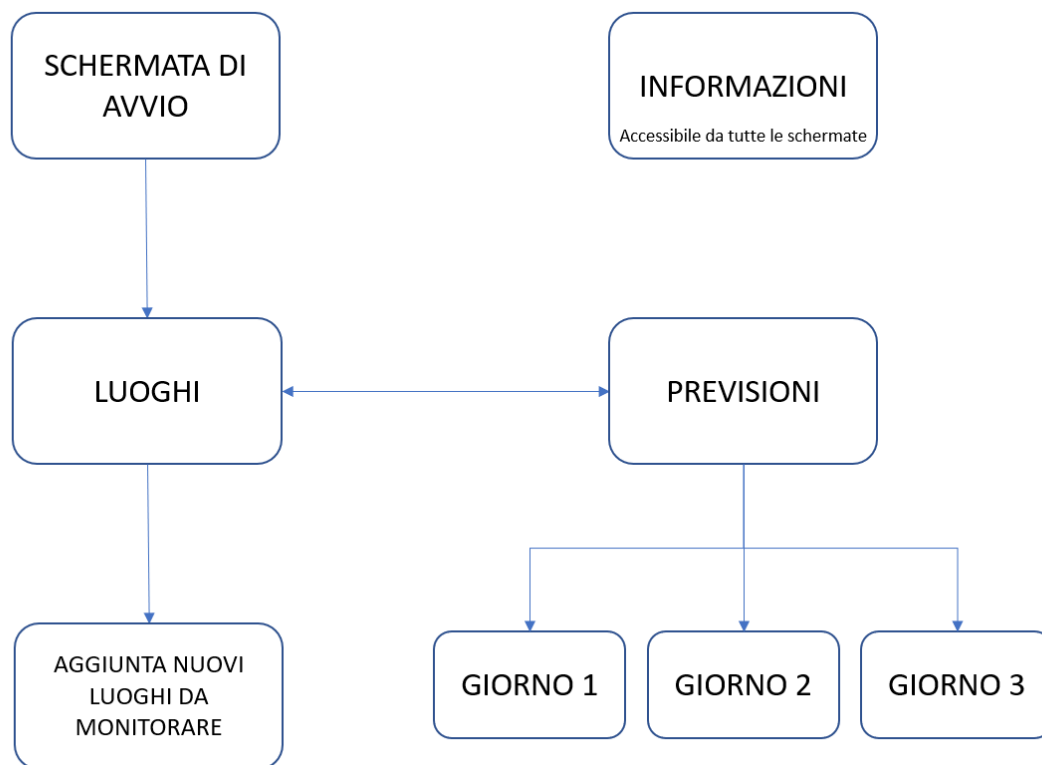 SCHERMATA DI
AVVIO
INFORMAZIONI
Accessibile da tutte le schermate
LUOGHI
PREVISIONI
AGGIUNTA NUOVI
LUOGHI DA
MONITORARE
GIORNO 1
GIORNO 2
GIORNO 3